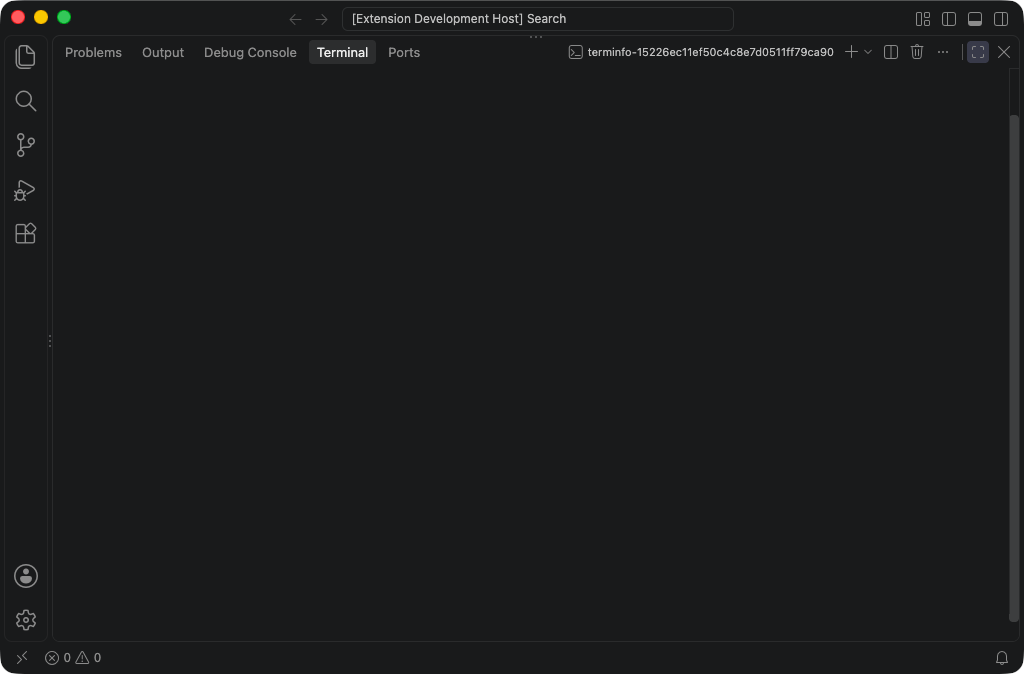 [Extension Development Host] Search
Problems Output Debug Console Terminal Ports
terminfo-15226ec11ef50c4c8e7d0511ff79ca90
0 0